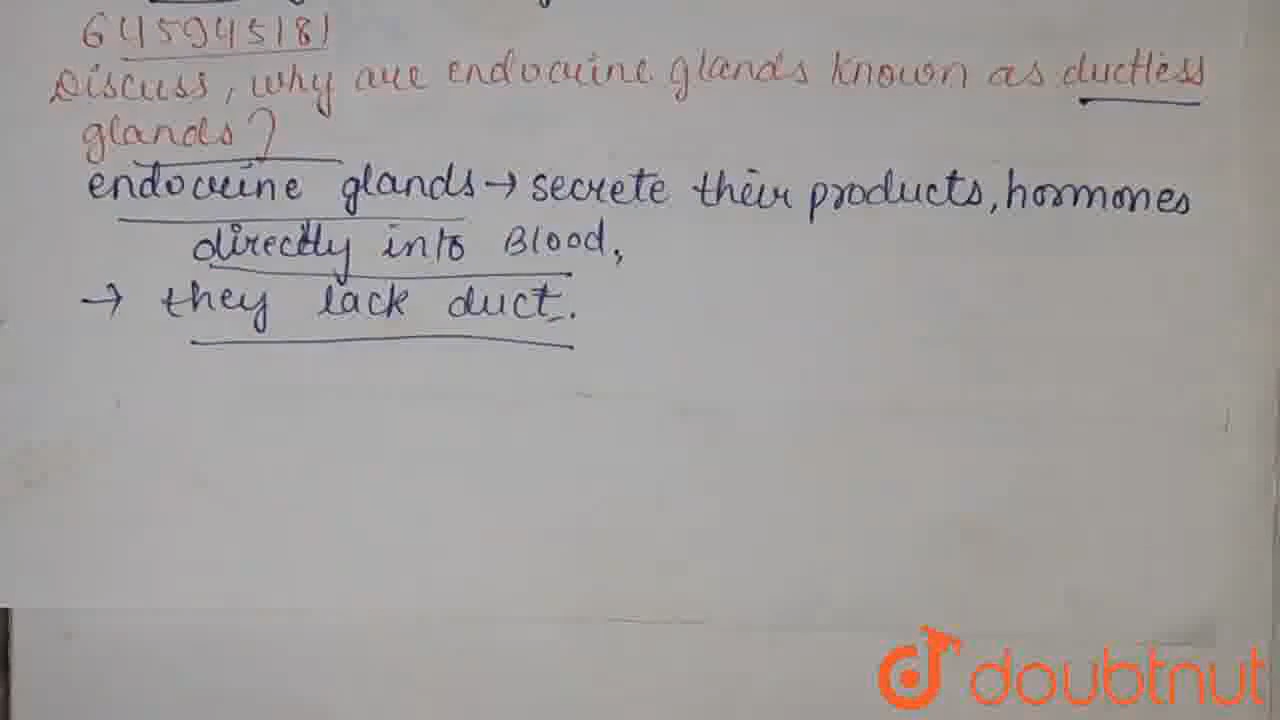 645945181
Discuss, why are endocrine glands known as ductless
glands?
endocrine glands → secrete their products, hormones
directly into Blood,
→ they lack duct.
doubtnut